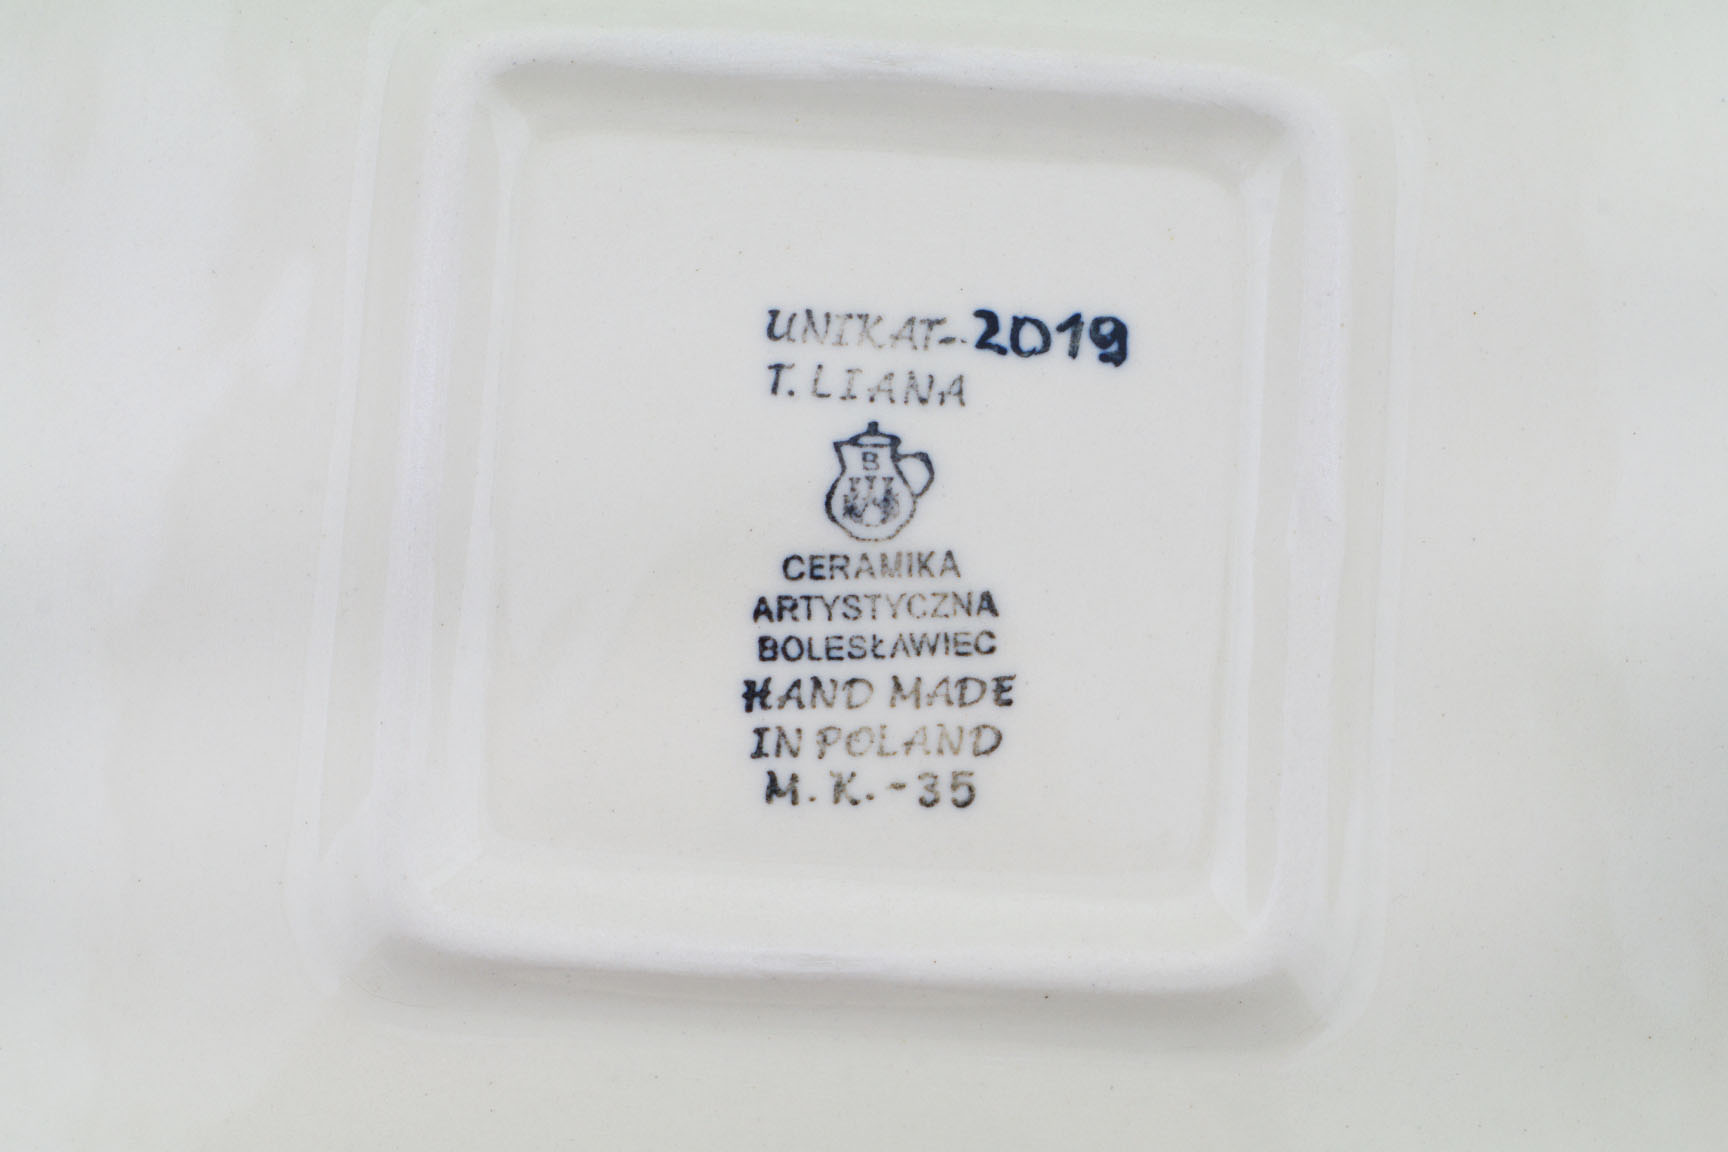 UNIKAT-2019
T. LIANA
B
CERAMIKA
ARTYSTYCZNA
BOLESŁAWIEC
HAND MADE
IN POLAND
M.K.-35